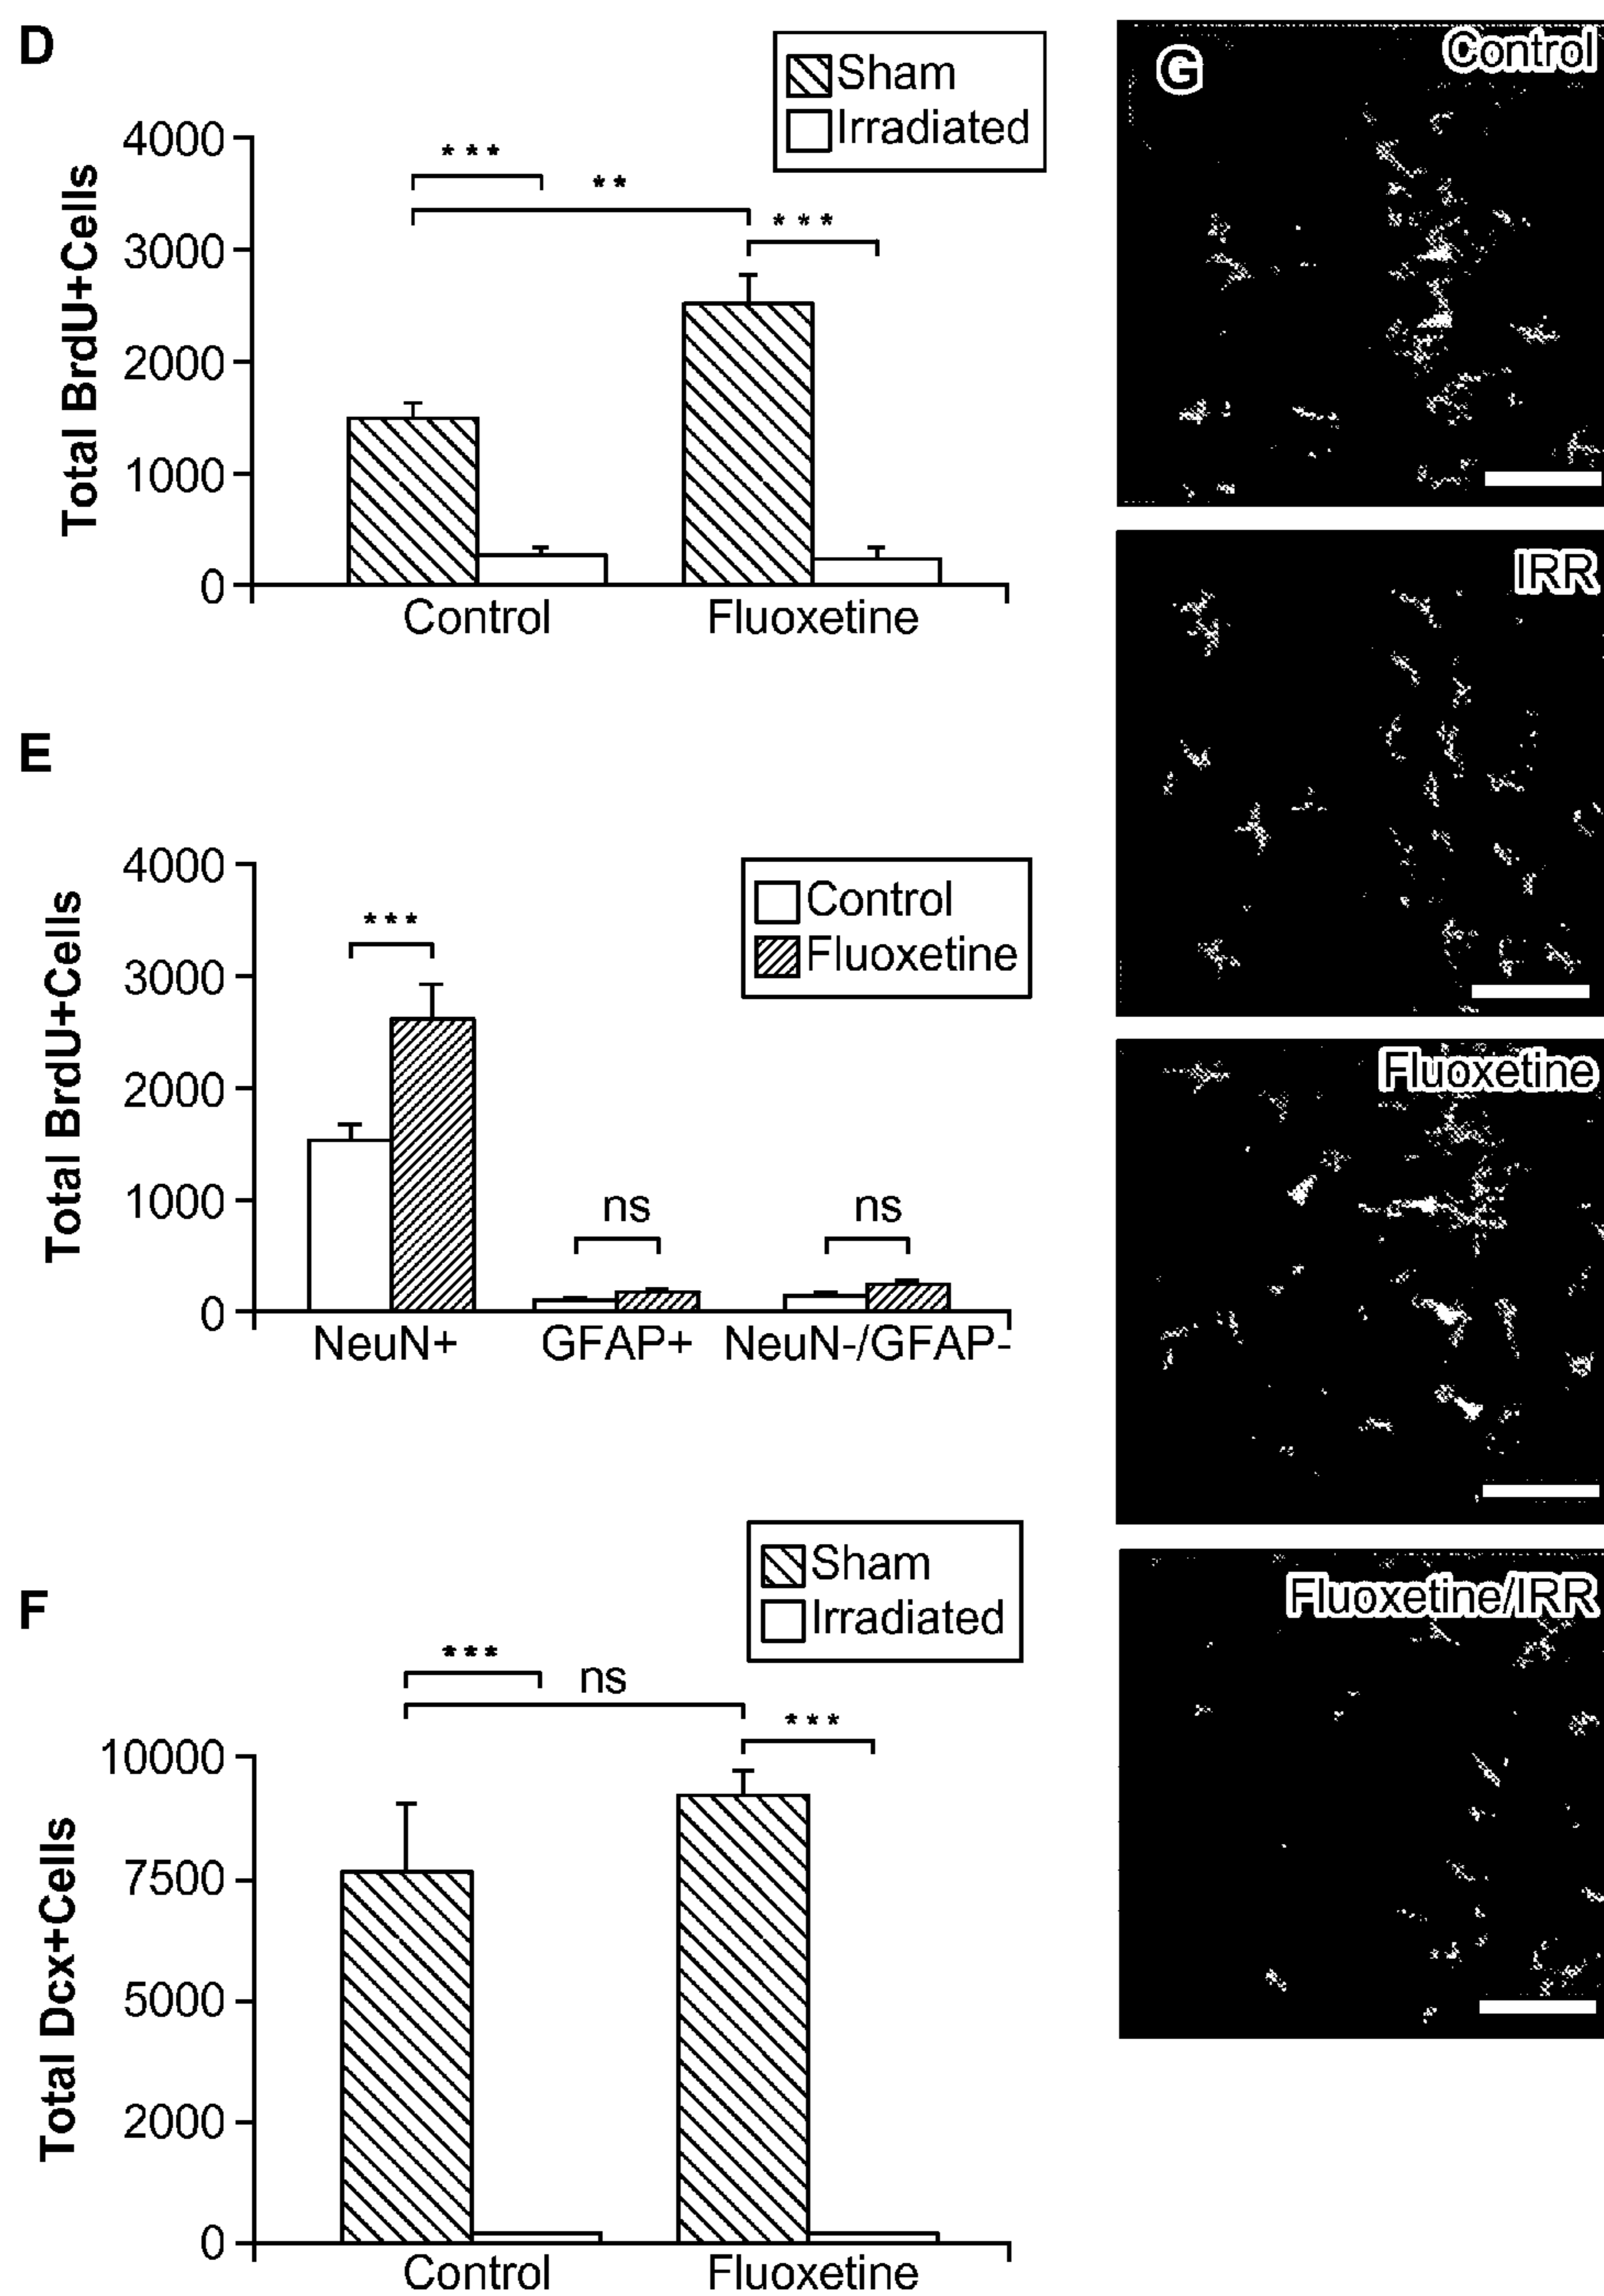 D
Sham
Irradiated
***
**
***
4000
3000
2000
1000
0
Total BrdU+Cells
Control
Fluoxetine
E
Control
Fluoxetine
***
ns
ns
4000
3000
2000
1000
0
Total BrdU+Cells
NeuN+
GFAP+
NeuN-/GFAP-
F
Sham
Irradiated
***
ns
***
10000
7500
5000
2000
0
Total Dcx+Cells
Control
Fluoxetine
G
Control
IRR
Fluoxetine
Fluoxetine/IRR